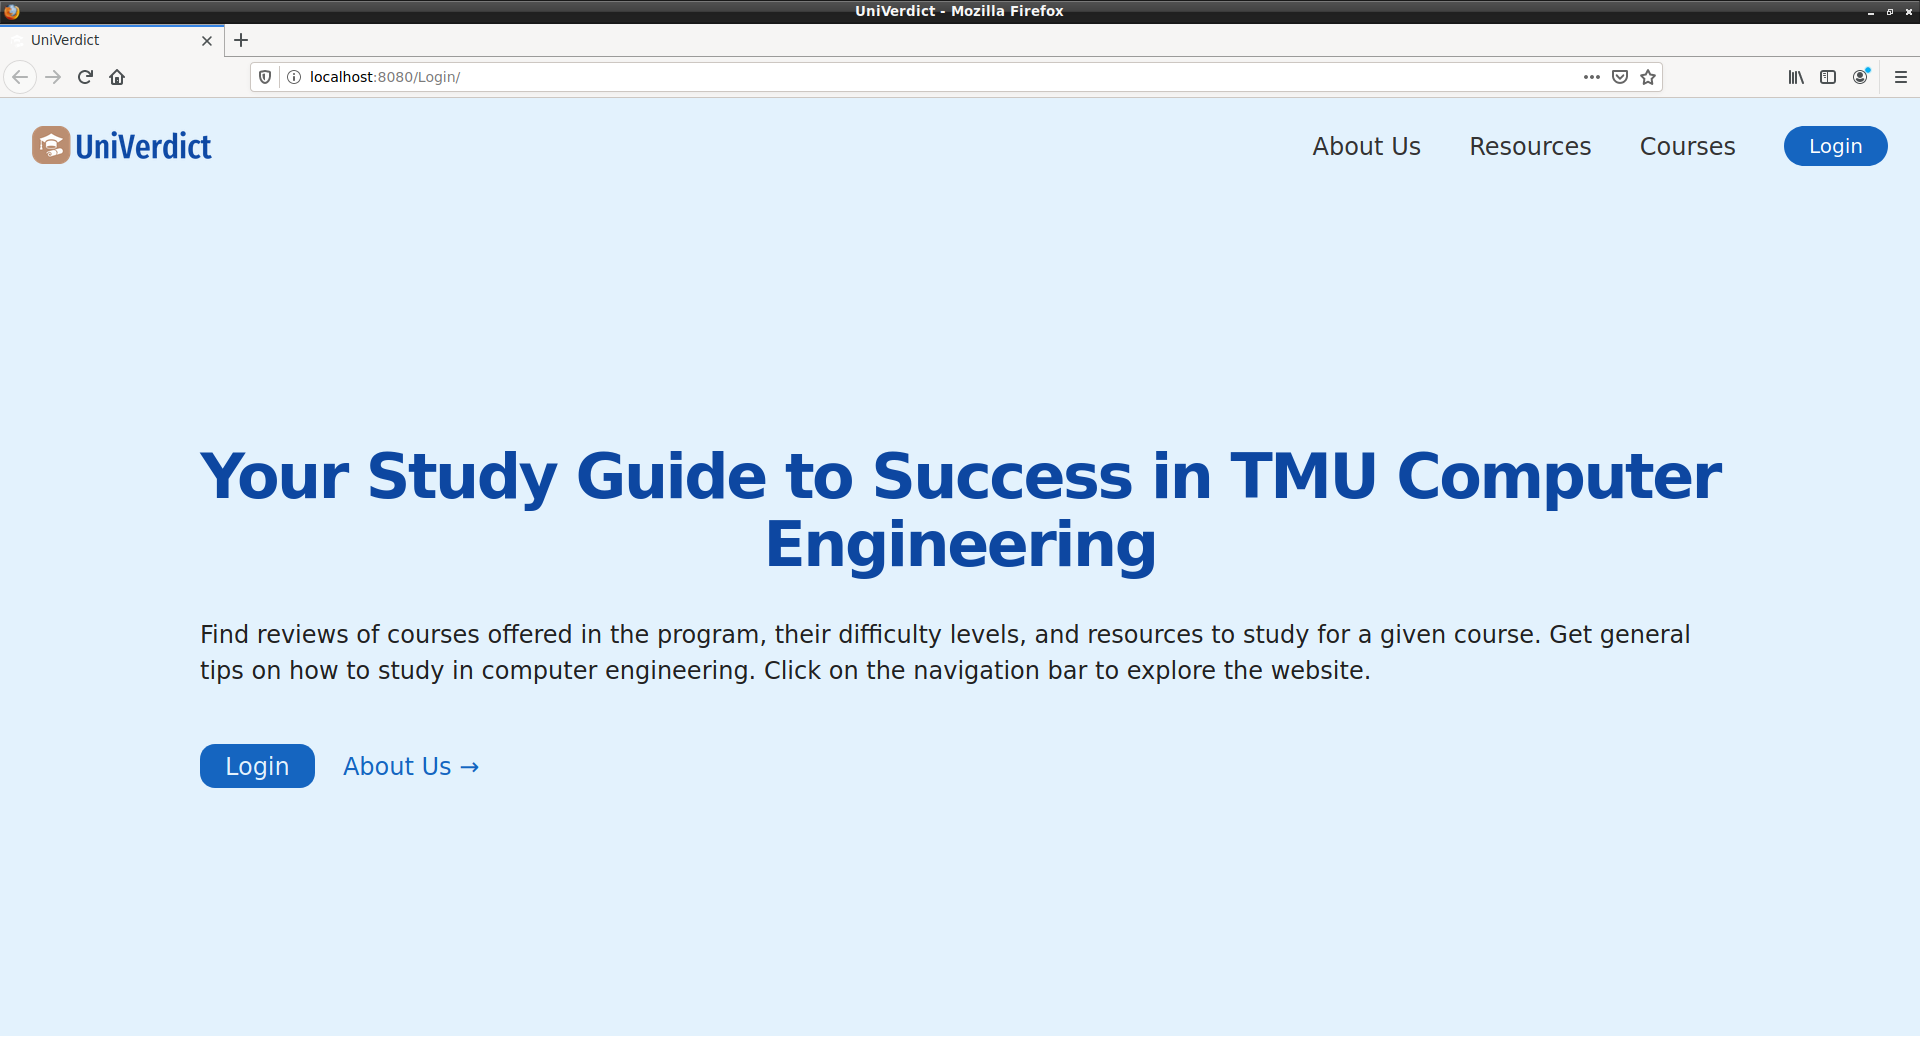 UniVerdict - Mozilla Firefox
UniVerdict
localhost:8080/Login/
UniVerdict
About Us
Resources
Courses
Login
Your Study Guide to Success in TMU Computer
Engineering
Find reviews of courses offered in the program, their difficulty levels, and resources to study for a given course. Get general
tips on how to study in computer engineering. Click on the navigation bar to explore the website.
Login
About Us →